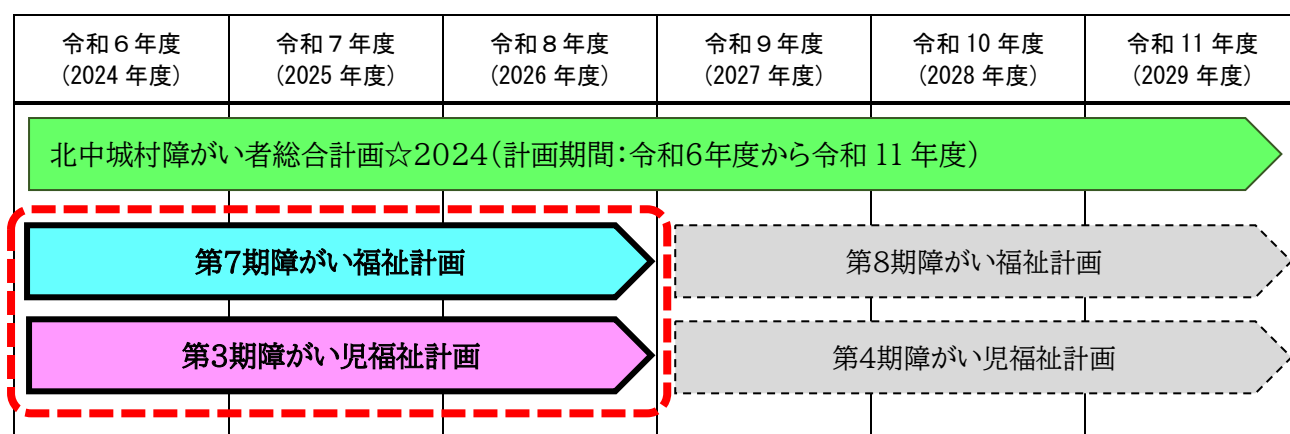 令和６年度
（2024 年度）
令和７年度
（2025 年度）
令和８年度
（2026 年度）
令和９年度
（2027 年度）
令和 10 年度
（2028 年度）
令和 11 年度
（2029 年度）
北中城村障がい者総合計画☆2024（計画期間：令和６年度から令和 11 年度）
第７期障がい福祉計画
第８期障がい福祉計画
第３期障がい児福祉計画
第４期障がい児福祉計画